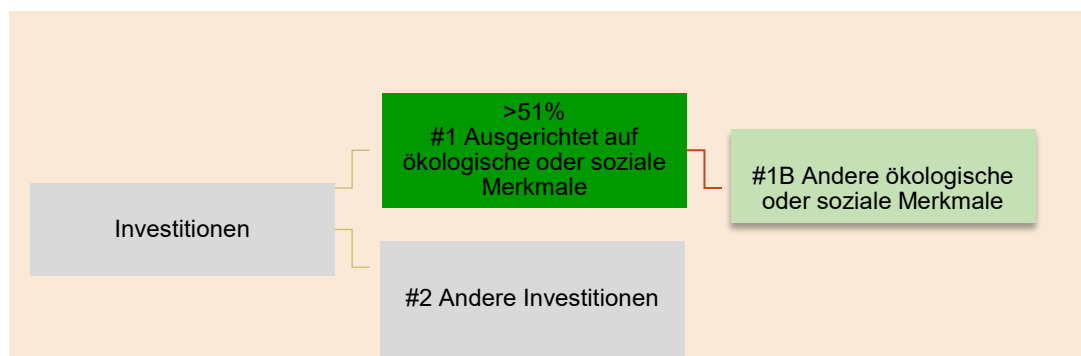 Investitionen
>51%
#1 Ausgerichtet auf
ökologische oder soziale
Merkmale
#1B Andere ökologische
oder soziale Merkmale
#2 Andere Investitionen